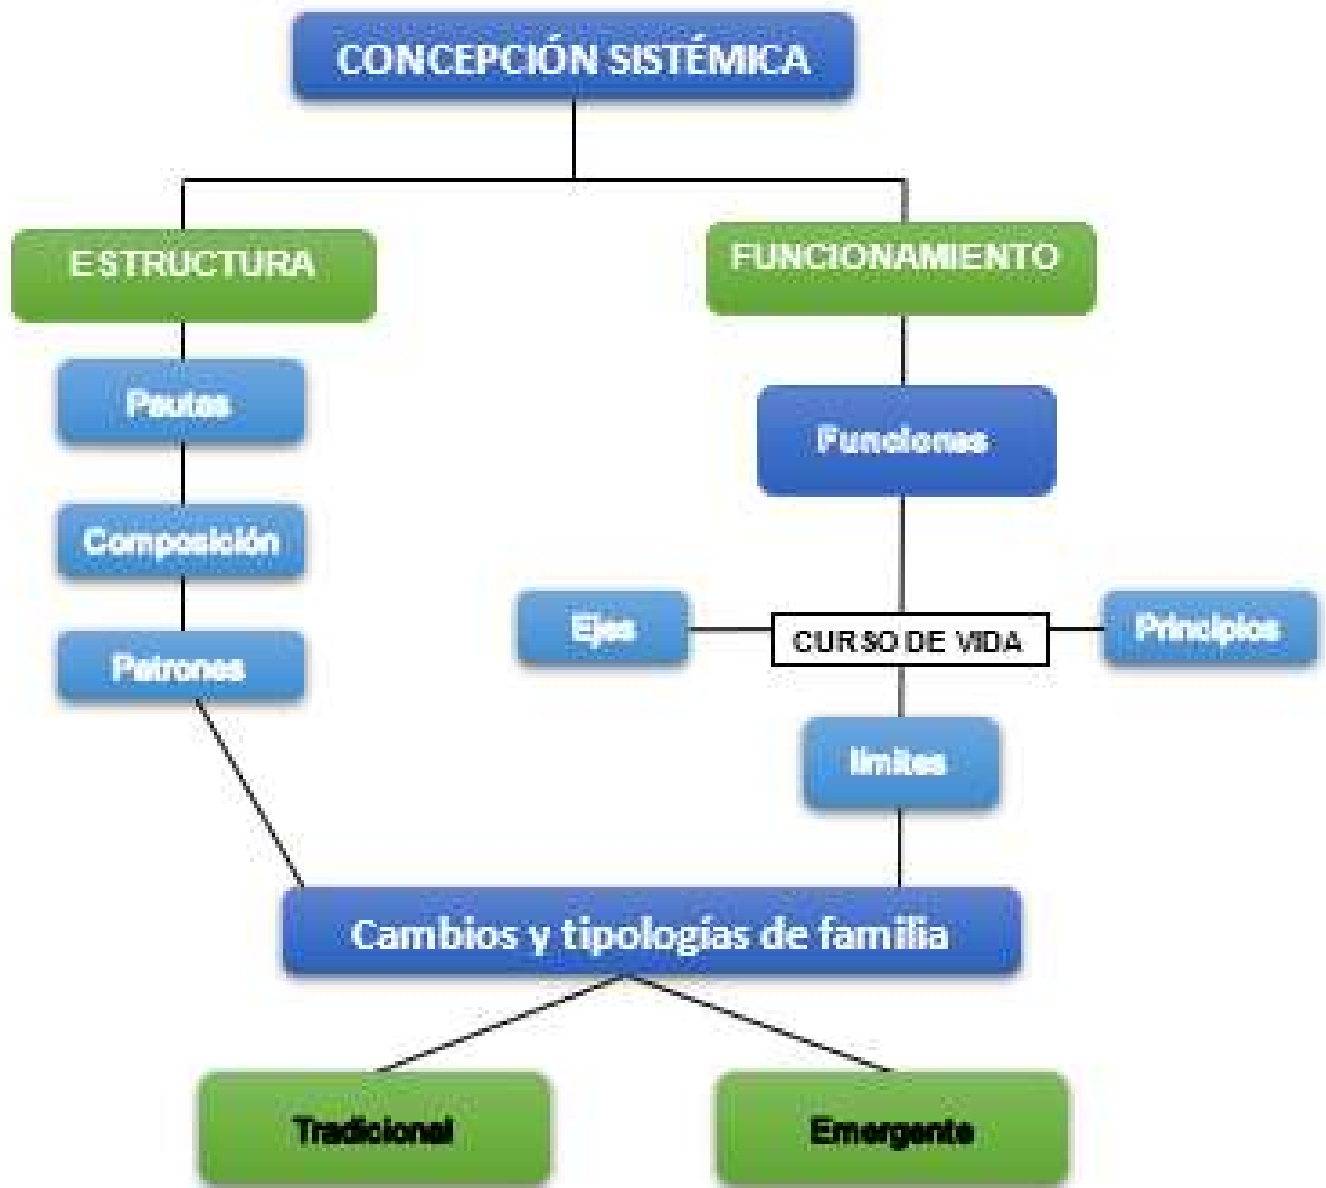 CONCEPCIÓN SISTÉMICA
ESTRUCTURA
FUNCIONAMIENTO
Pautas
Funciones
Composición
Ejes
CURSO DE VIDA
Principios
Patrones
límites
Cambios y tipologías de familia
Tradicional
Emergente